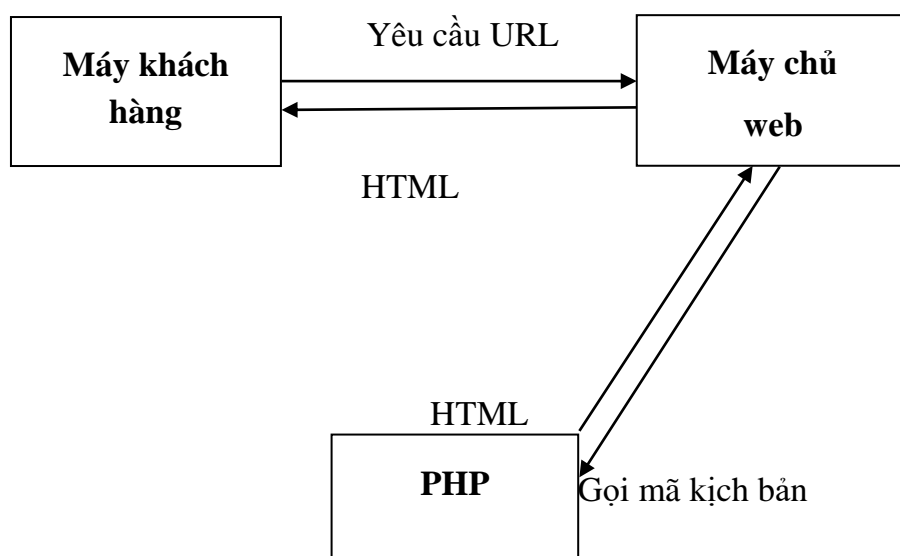 Yêu cầu URL
Máy khách
hàng
Máy chủ
web
HTML
HTML
PHP
Gọi mã kịch bản